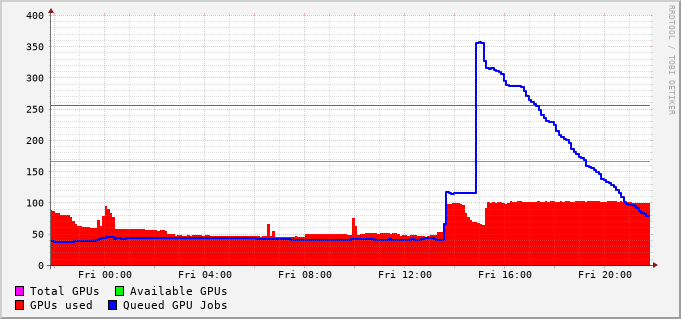 RRDTOOL / TOBI OETIKER
400
350
300
250
200
150
100
50
0
Fri 00:00 Fri 04:00 Fri 08:00 Fri 12:00 Fri 16:00 Fri 20:00
Total GPUs Available GPUs
GPUs used Queued GPU Jobs